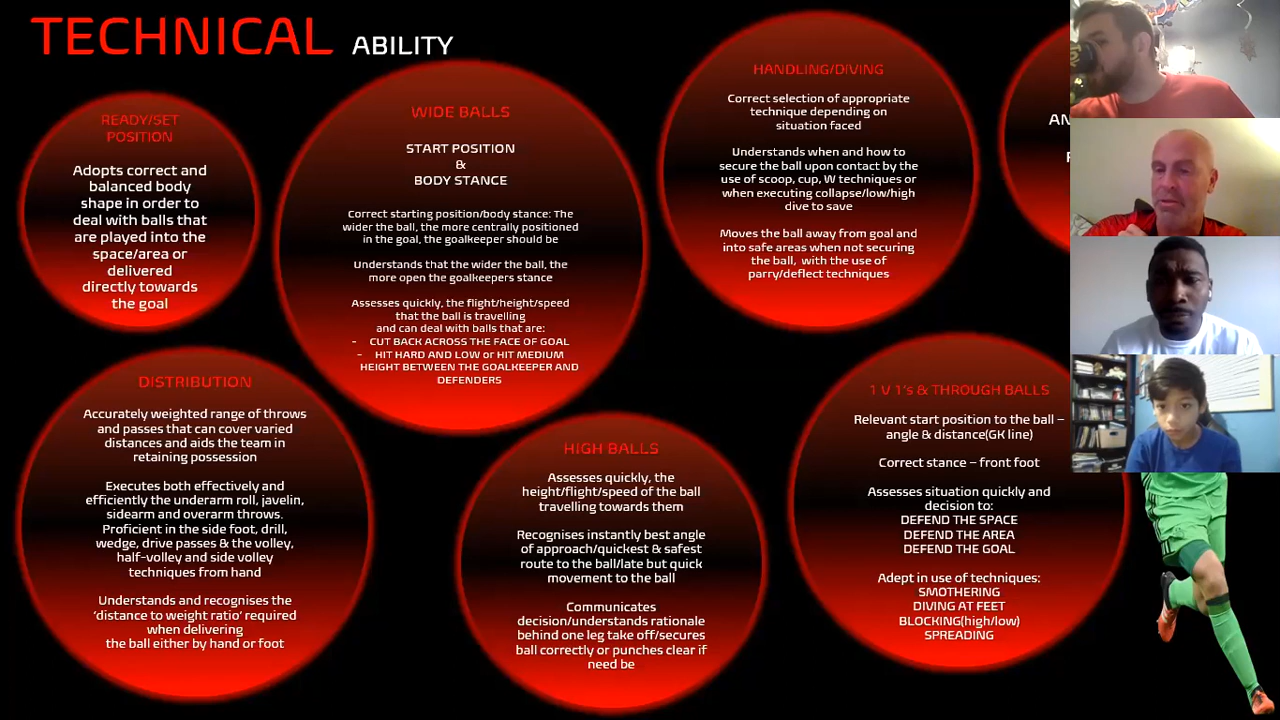 TECHNICAL ABILITY
READY/SET
POSITION
Adopts correct and
balanced body
shape in order to
deal with balls that
are played into the
space/area or
delivered
directly towards
the goal
WIDE BALLS
START POSITION
&
BODY STANCE
Correct starting position/body stance: The
wider the ball, the more centrally positioned
in the goal, the goalkeeper should be
Understands that the wider the ball, the
more open the goalkeepers stance
Assesses quickly, the flight/height/speed
that the ball is travelling
and can deal with balls that are:
- CUT BACK ACROSS THE FACE OF GOAL
- HIT HARD AND LOW or HIT MEDIUM
HEIGHT BETWEEN THE GOALKEEPER AND
DEFENDERS
HANDLING/DIVING
Correct selection of appropriate
technique depending on
situation faced
Understands when and how to
secure the ball upon contact by the
use of scoop, cup, W techniques or
when executing collapse/low/high
dive to save
Moves the ball away from goal and
into safe areas when not securing
the ball, with the use of
parry/deflect techniques
DISTRIBUTION
Accurately weighted range of throws
and passes that can cover varied
distances and aids the team in
retaining possession
Executes both effectively and
efficiently the underarm roll, javelin,
sidearm and overarm throws.
Proficient in the side foot, drill,
wedge, drive passes & the volley,
half-volley and side volley
techniques from hand
Understands and recognises the
'distance to weight ratio' required
when delivering
the ball either by hand or foot
HIGH BALLS
Assesses quickly, the
height/flight/speed of the ball
travelling towards them
Recognises instantly best angle
of approach/quickest & safest
route to the ball/late but quick
movement to the ball
Communicates
decision/understands rationale
behind one leg take off/secures
ball correctly or punches clear if
need be
1 V 1's & THROUGH BALLS
Relevant start position to the ball –
angle & distance(GK line)
Correct stance – front foot
Assesses situation quickly and
decision to:
DEFEND THE SPACE
DEFEND THE AREA
DEFEND THE GOAL
Adept in use of techniques:
SMOTHERING
DIVING AT FEET
BLOCKING(high/low)
SPREADING